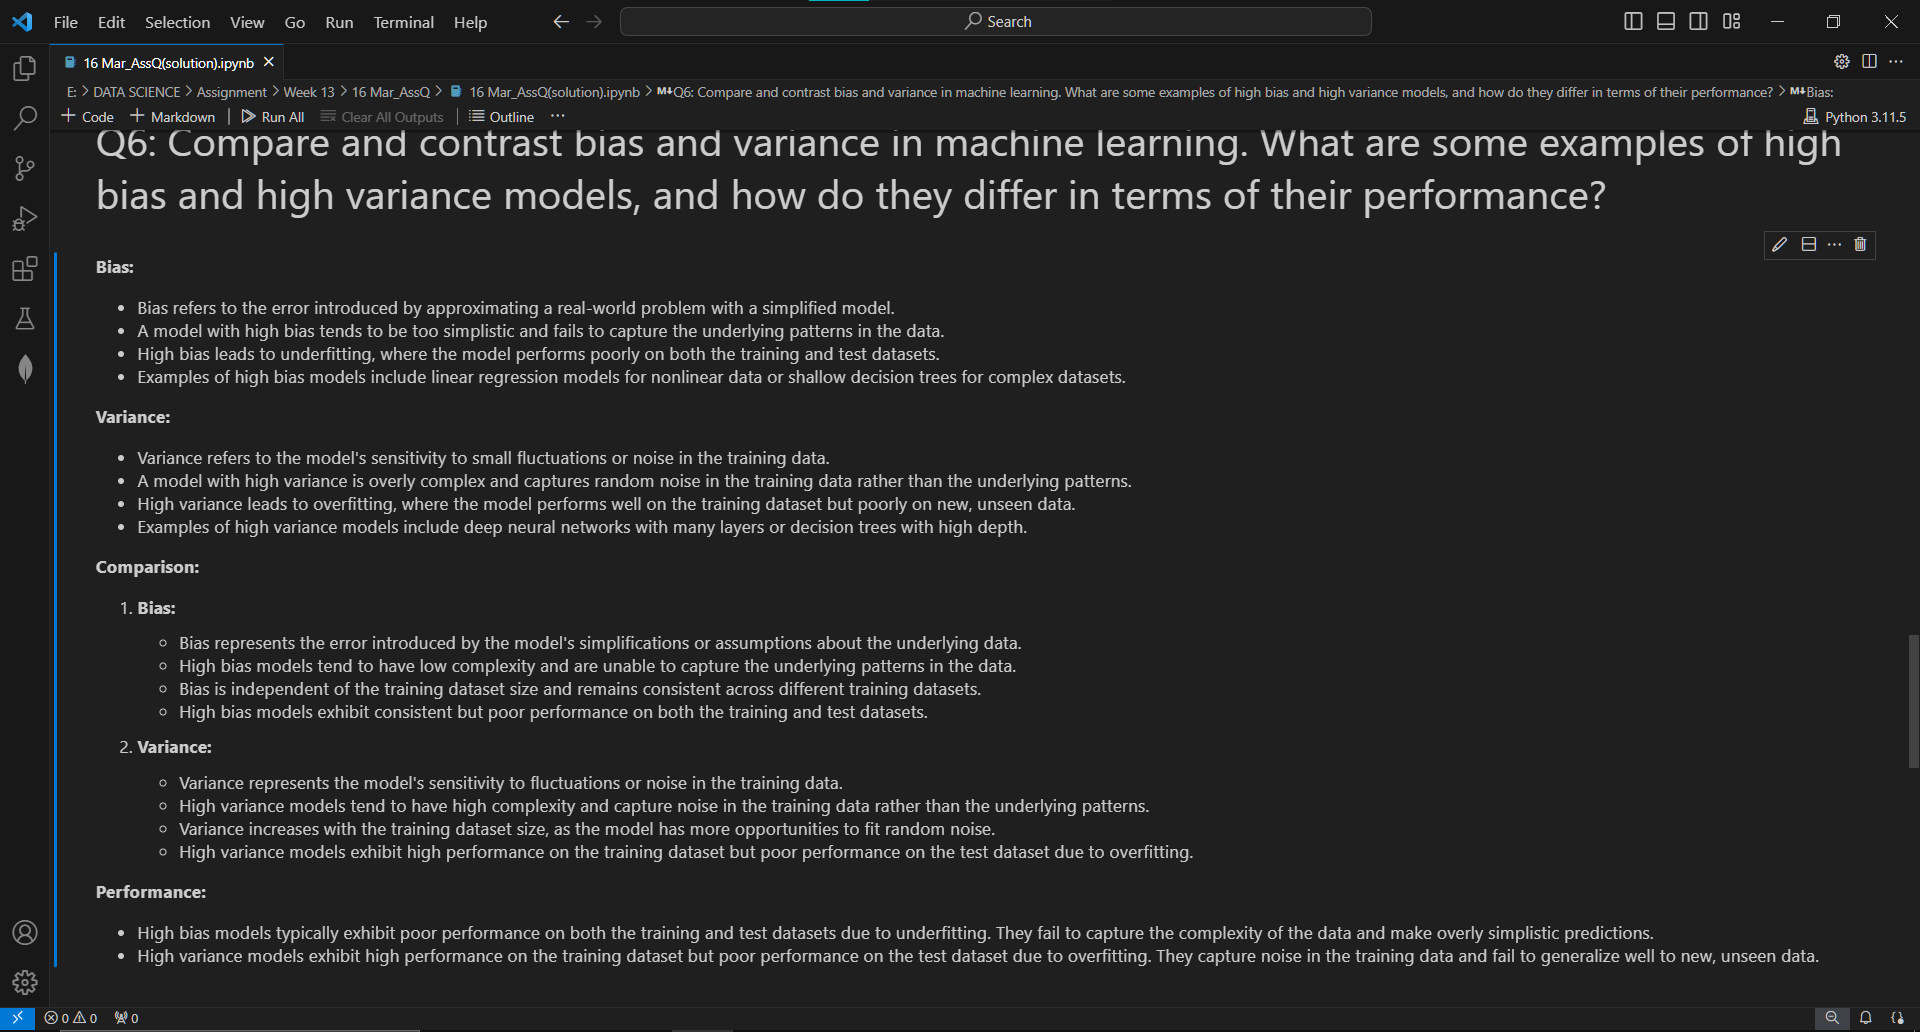 File Edit Selection View Go Run Terminal Help
Search
16 Mar_AssQ(solution).ipynb
E: > DATA SCIENCE > Assignment > Week 13 > 16 Mar_AssQ > 16 Mar_AssQ(solution).ipynb > M↓Q6: Compare and contrast bias and variance in machine learning. What are some examples of high bias and high variance models, and how do they differ in terms of their performance? > M↓Bias:
+ Code + Markdown | Run All Clear All Outputs | Outline ···
Python 3.11.5
Q6: Compare and contrast bias and variance in machine learning. What are some examples of high
bias and high variance models, and how do they differ in terms of their performance?
Bias:
• Bias refers to the error introduced by approximating a real-world problem with a simplified model.
• A model with high bias tends to be too simplistic and fails to capture the underlying patterns in the data.
• High bias leads to underfitting, where the model performs poorly on both the training and test datasets.
• Examples of high bias models include linear regression models for nonlinear data or shallow decision trees for complex datasets.
Variance:
• Variance refers to the model's sensitivity to small fluctuations or noise in the training data.
• A model with high variance is overly complex and captures random noise in the training data rather than the underlying patterns.
• High variance leads to overfitting, where the model performs well on the training dataset but poorly on new, unseen data.
• Examples of high variance models include deep neural networks with many layers or decision trees with high depth.
Comparison:
1. Bias:
◦ Bias represents the error introduced by the model's simplifications or assumptions about the underlying data.
◦ High bias models tend to have low complexity and are unable to capture the underlying patterns in the data.
◦ Bias is independent of the training dataset size and remains consistent across different training datasets.
◦ High bias models exhibit consistent but poor performance on both the training and test datasets.
2. Variance:
◦ Variance represents the model's sensitivity to fluctuations or noise in the training data.
◦ High variance models tend to have high complexity and capture noise in the training data rather than the underlying patterns.
◦ Variance increases with the training dataset size, as the model has more opportunities to fit random noise.
◦ High variance models exhibit high performance on the training dataset but poor performance on the test dataset due to overfitting.
Performance:
• High bias models typically exhibit poor performance on both the training and test datasets due to underfitting. They fail to capture the complexity of the data and make overly simplistic predictions.
• High variance models exhibit high performance on the training dataset but poor performance on the test dataset due to overfitting. They capture noise in the training data and fail to generalize well to new, unseen data.
0 0 0